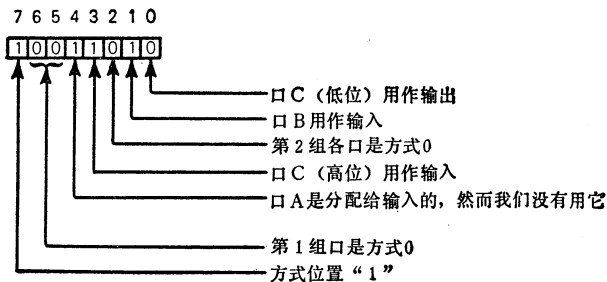 7 6 5 4 3 2 1 0
1 0 0 1 1 0 1 0
口C（低位）用作输出
口B用作输入
第2组各口是方式0
口C（高位）用作输入
口A是分配给输入的，然而我们没有用它
第1组口是方式0
方式位置“1”